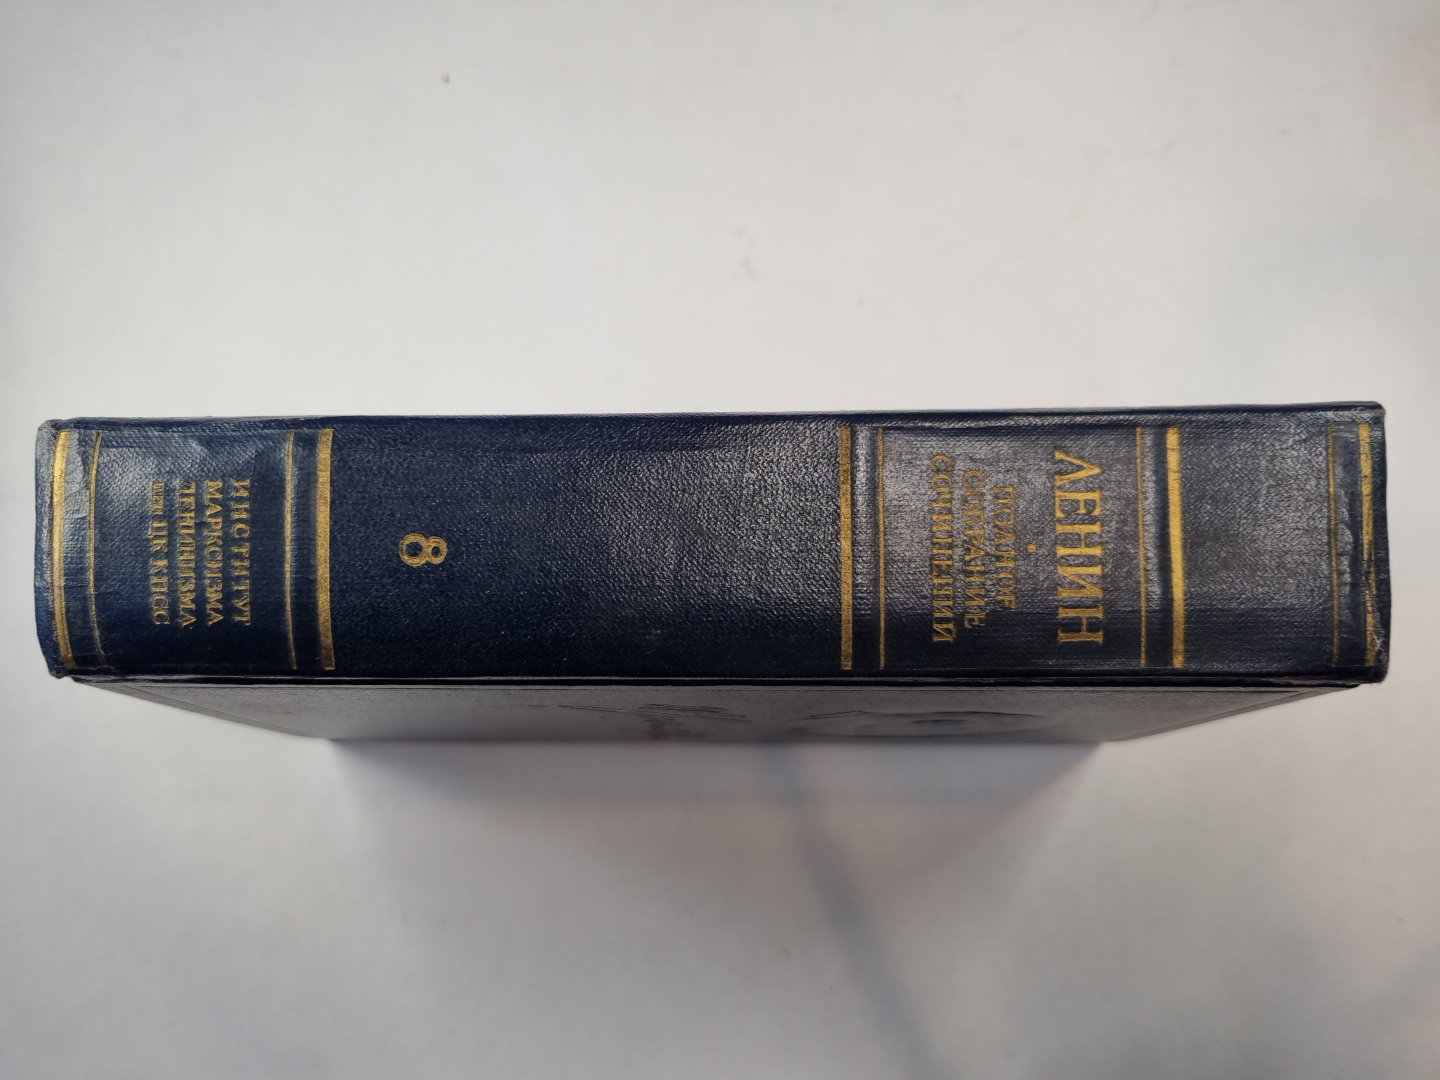 ЛЕНИН
ПОЛНОЕ
СОБРАНИЕ
СОЧИНЕНИЙ
8
ИНСТИТУТ
МАРКСИЗМА
ЛЕНИНИЗМА
ПРИ ЦК КПСС